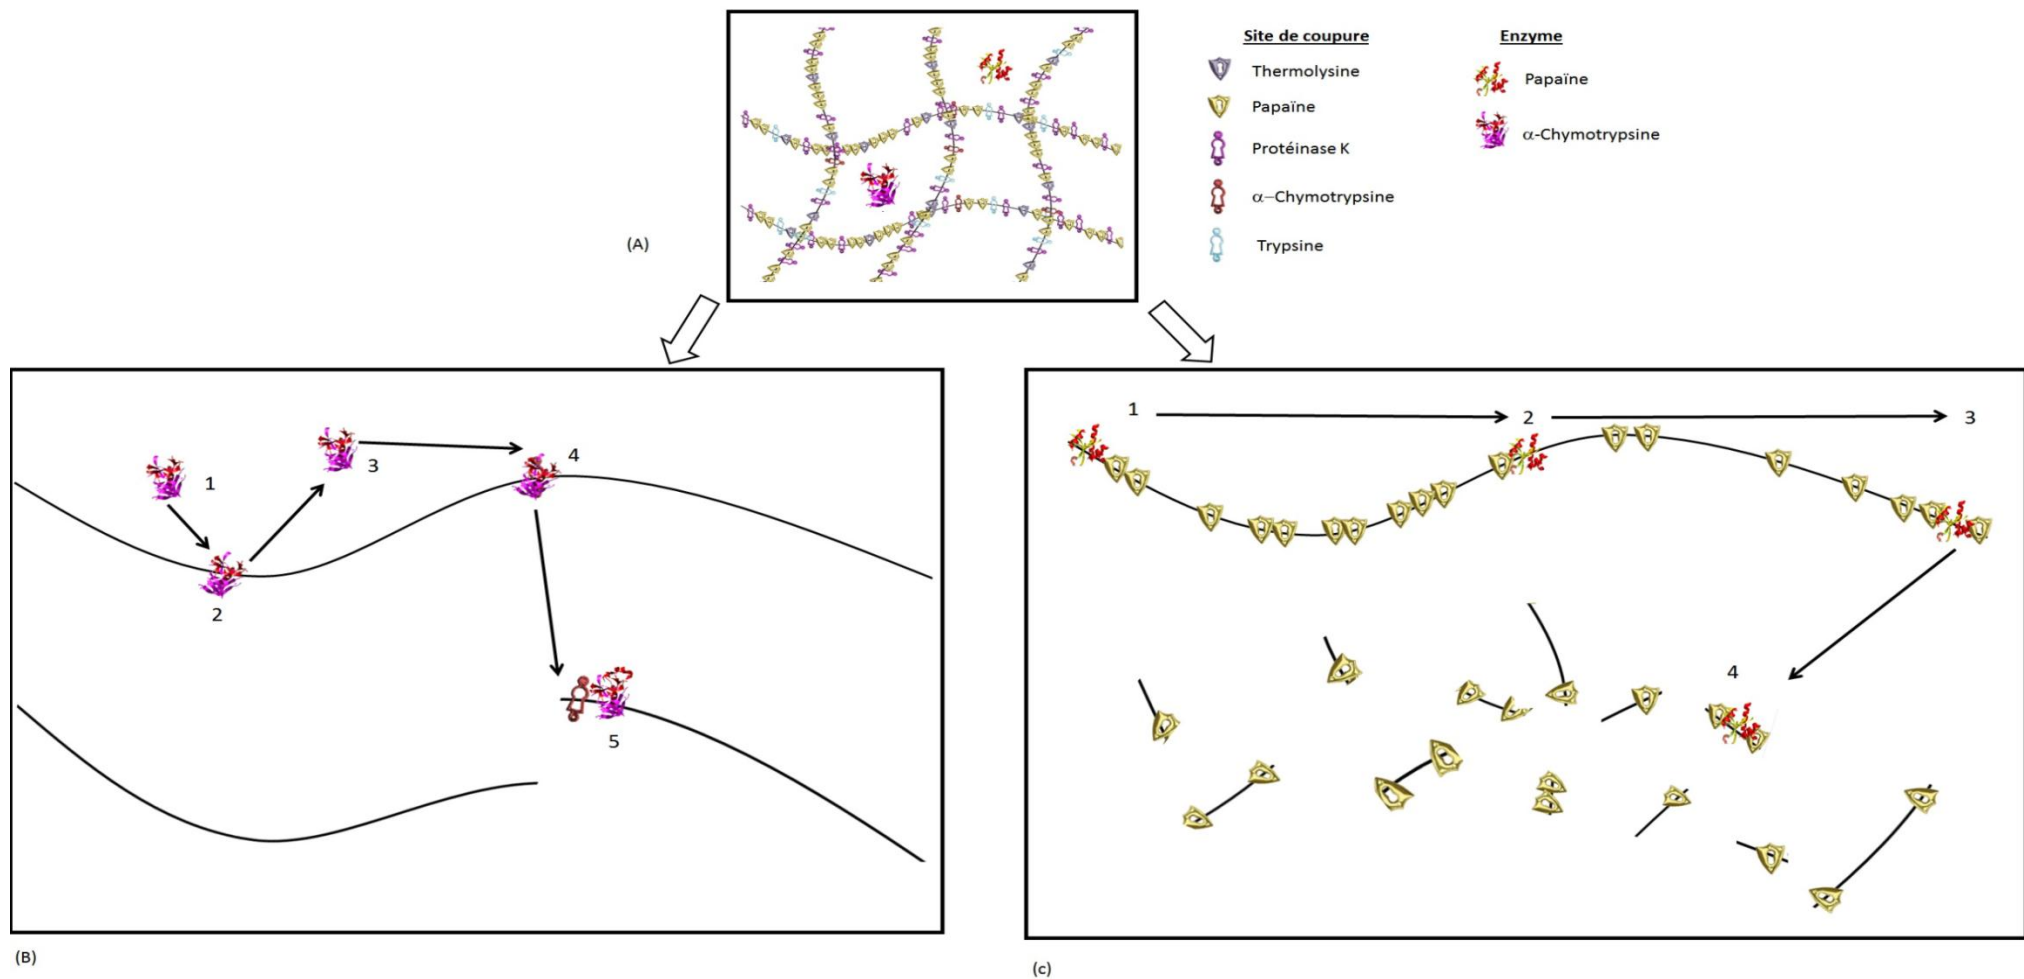 Site de coupure
Enzyme
Thermolysine
Papaïne
Papaïne
α-Chymotrypsine
Protéinase K
α–Chymotrypsine
(A)
Trypsine
1
2
3
4
3
1
2
4
5
(B)
(c)